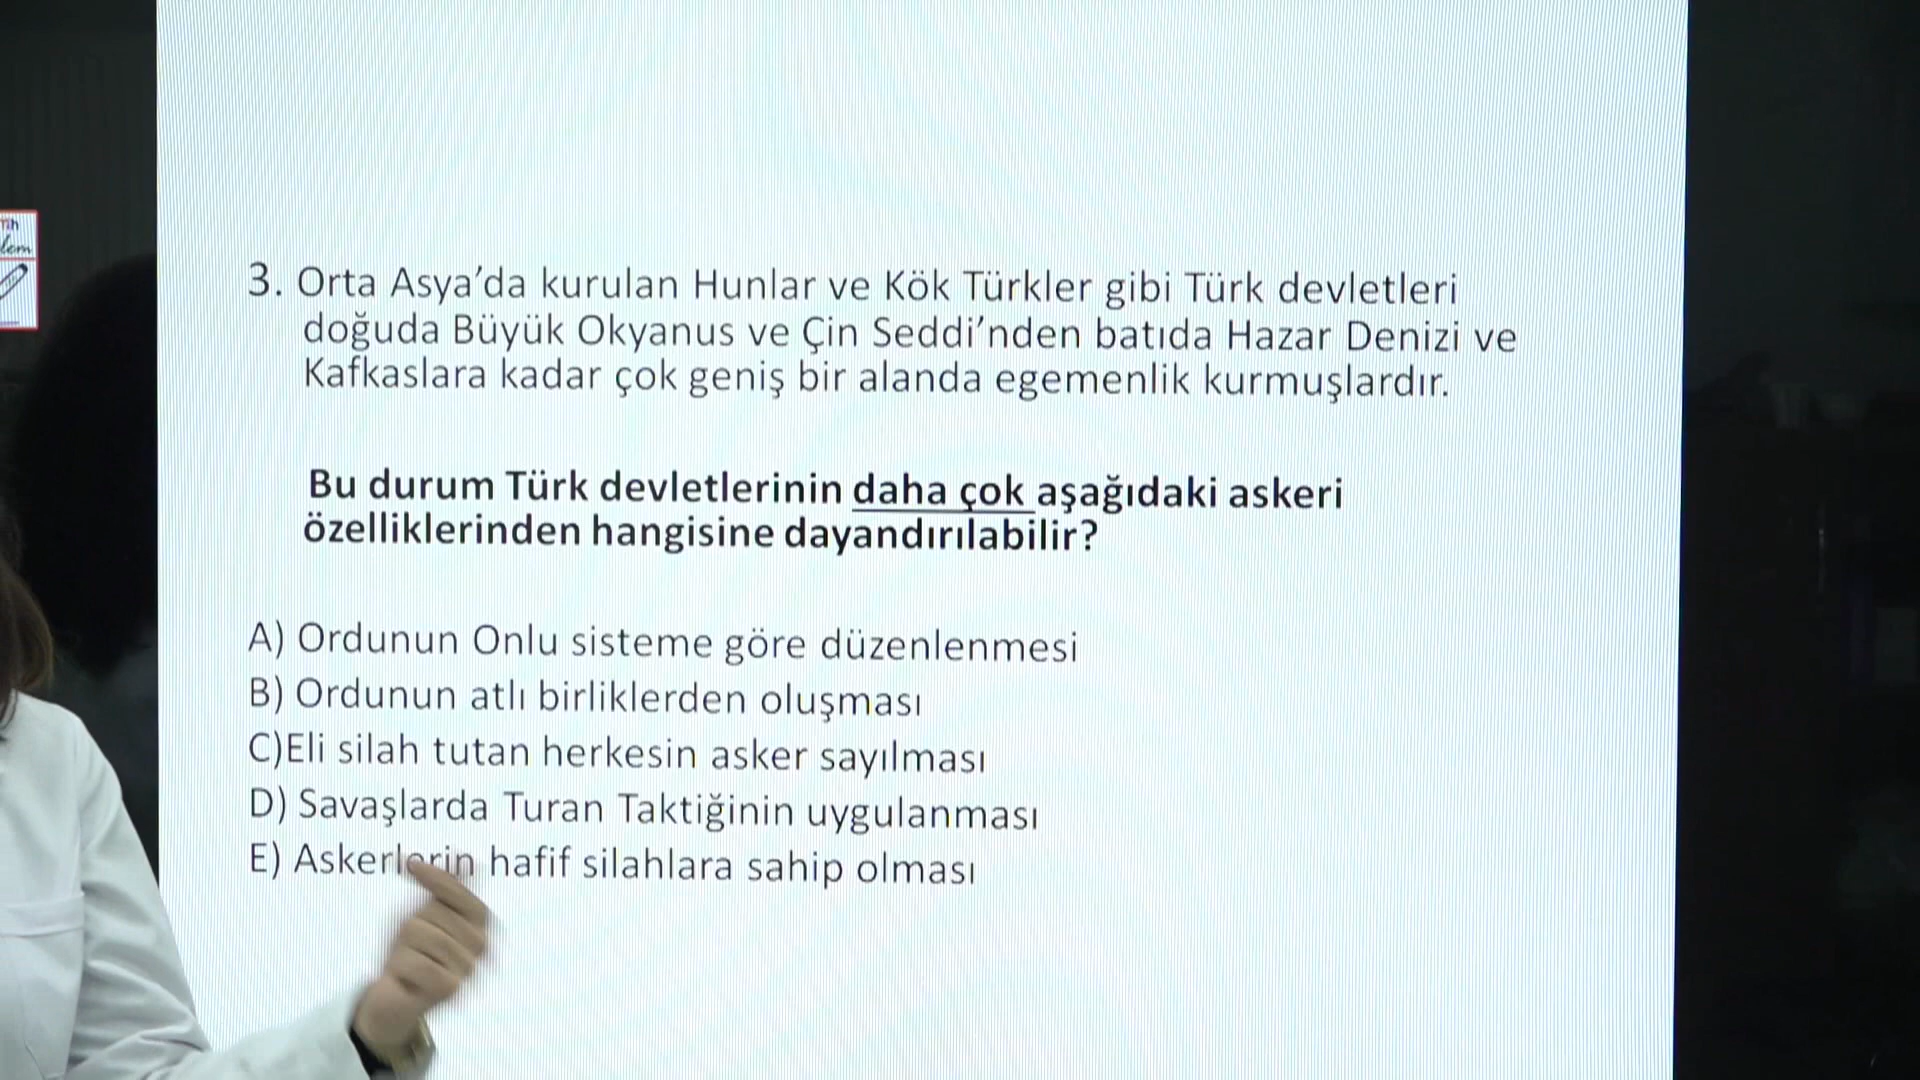 3. Orta Asya’da kurulan Hunlar ve Kök Türkler gibi Türk devletleri
doğuda Büyük Okyanus ve Çin Seddi’nden batıda Hazar Denizi ve
Kafkaslara kadar çok geniş bir alanda egemenlik kurmuşlardır.
Bu durum Türk devletlerinin daha çok aşağıdaki askeri
özelliklerinden hangisine dayandırılabilir?
A) Ordunun Onlu sisteme göre düzenlenmesi
B) Ordunun atlı birliklerden oluşması
C)Eli silah tutan herkesin asker sayılması
D) Savaşlarda Turan Taktiğinin uygulanması
E) Askerlerin hafif silahlara sahip olması